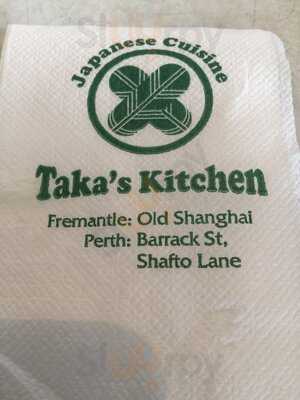 Japanese Cuisine
Taka's Kitchen
Fremantle: Old Shanghai
Perth: Barrack St,
Shafto Lane